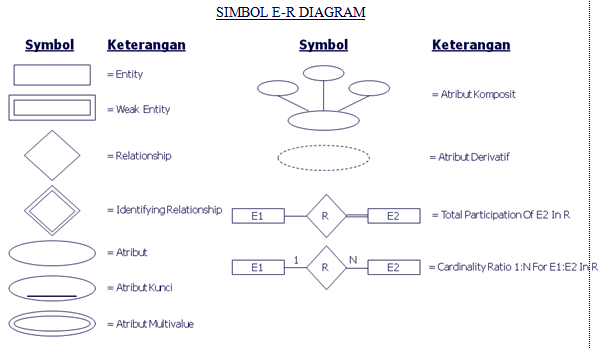 SIMBOL E-R DIAGRAM
Symbol Keterangan
= Entity
= Weak Entity
= Relationship
= Identifying Relationship
= Atribut
= Atribut Kunci
= Atribut Multivalue
Symbol Keterangan
= Atribut Komposit
= Atribut Derivatif
E1 R E2 = Total Participation Of E2 In R
E1 1 R N E2 = Cardinality Ratio 1:N For E1:E2 In R